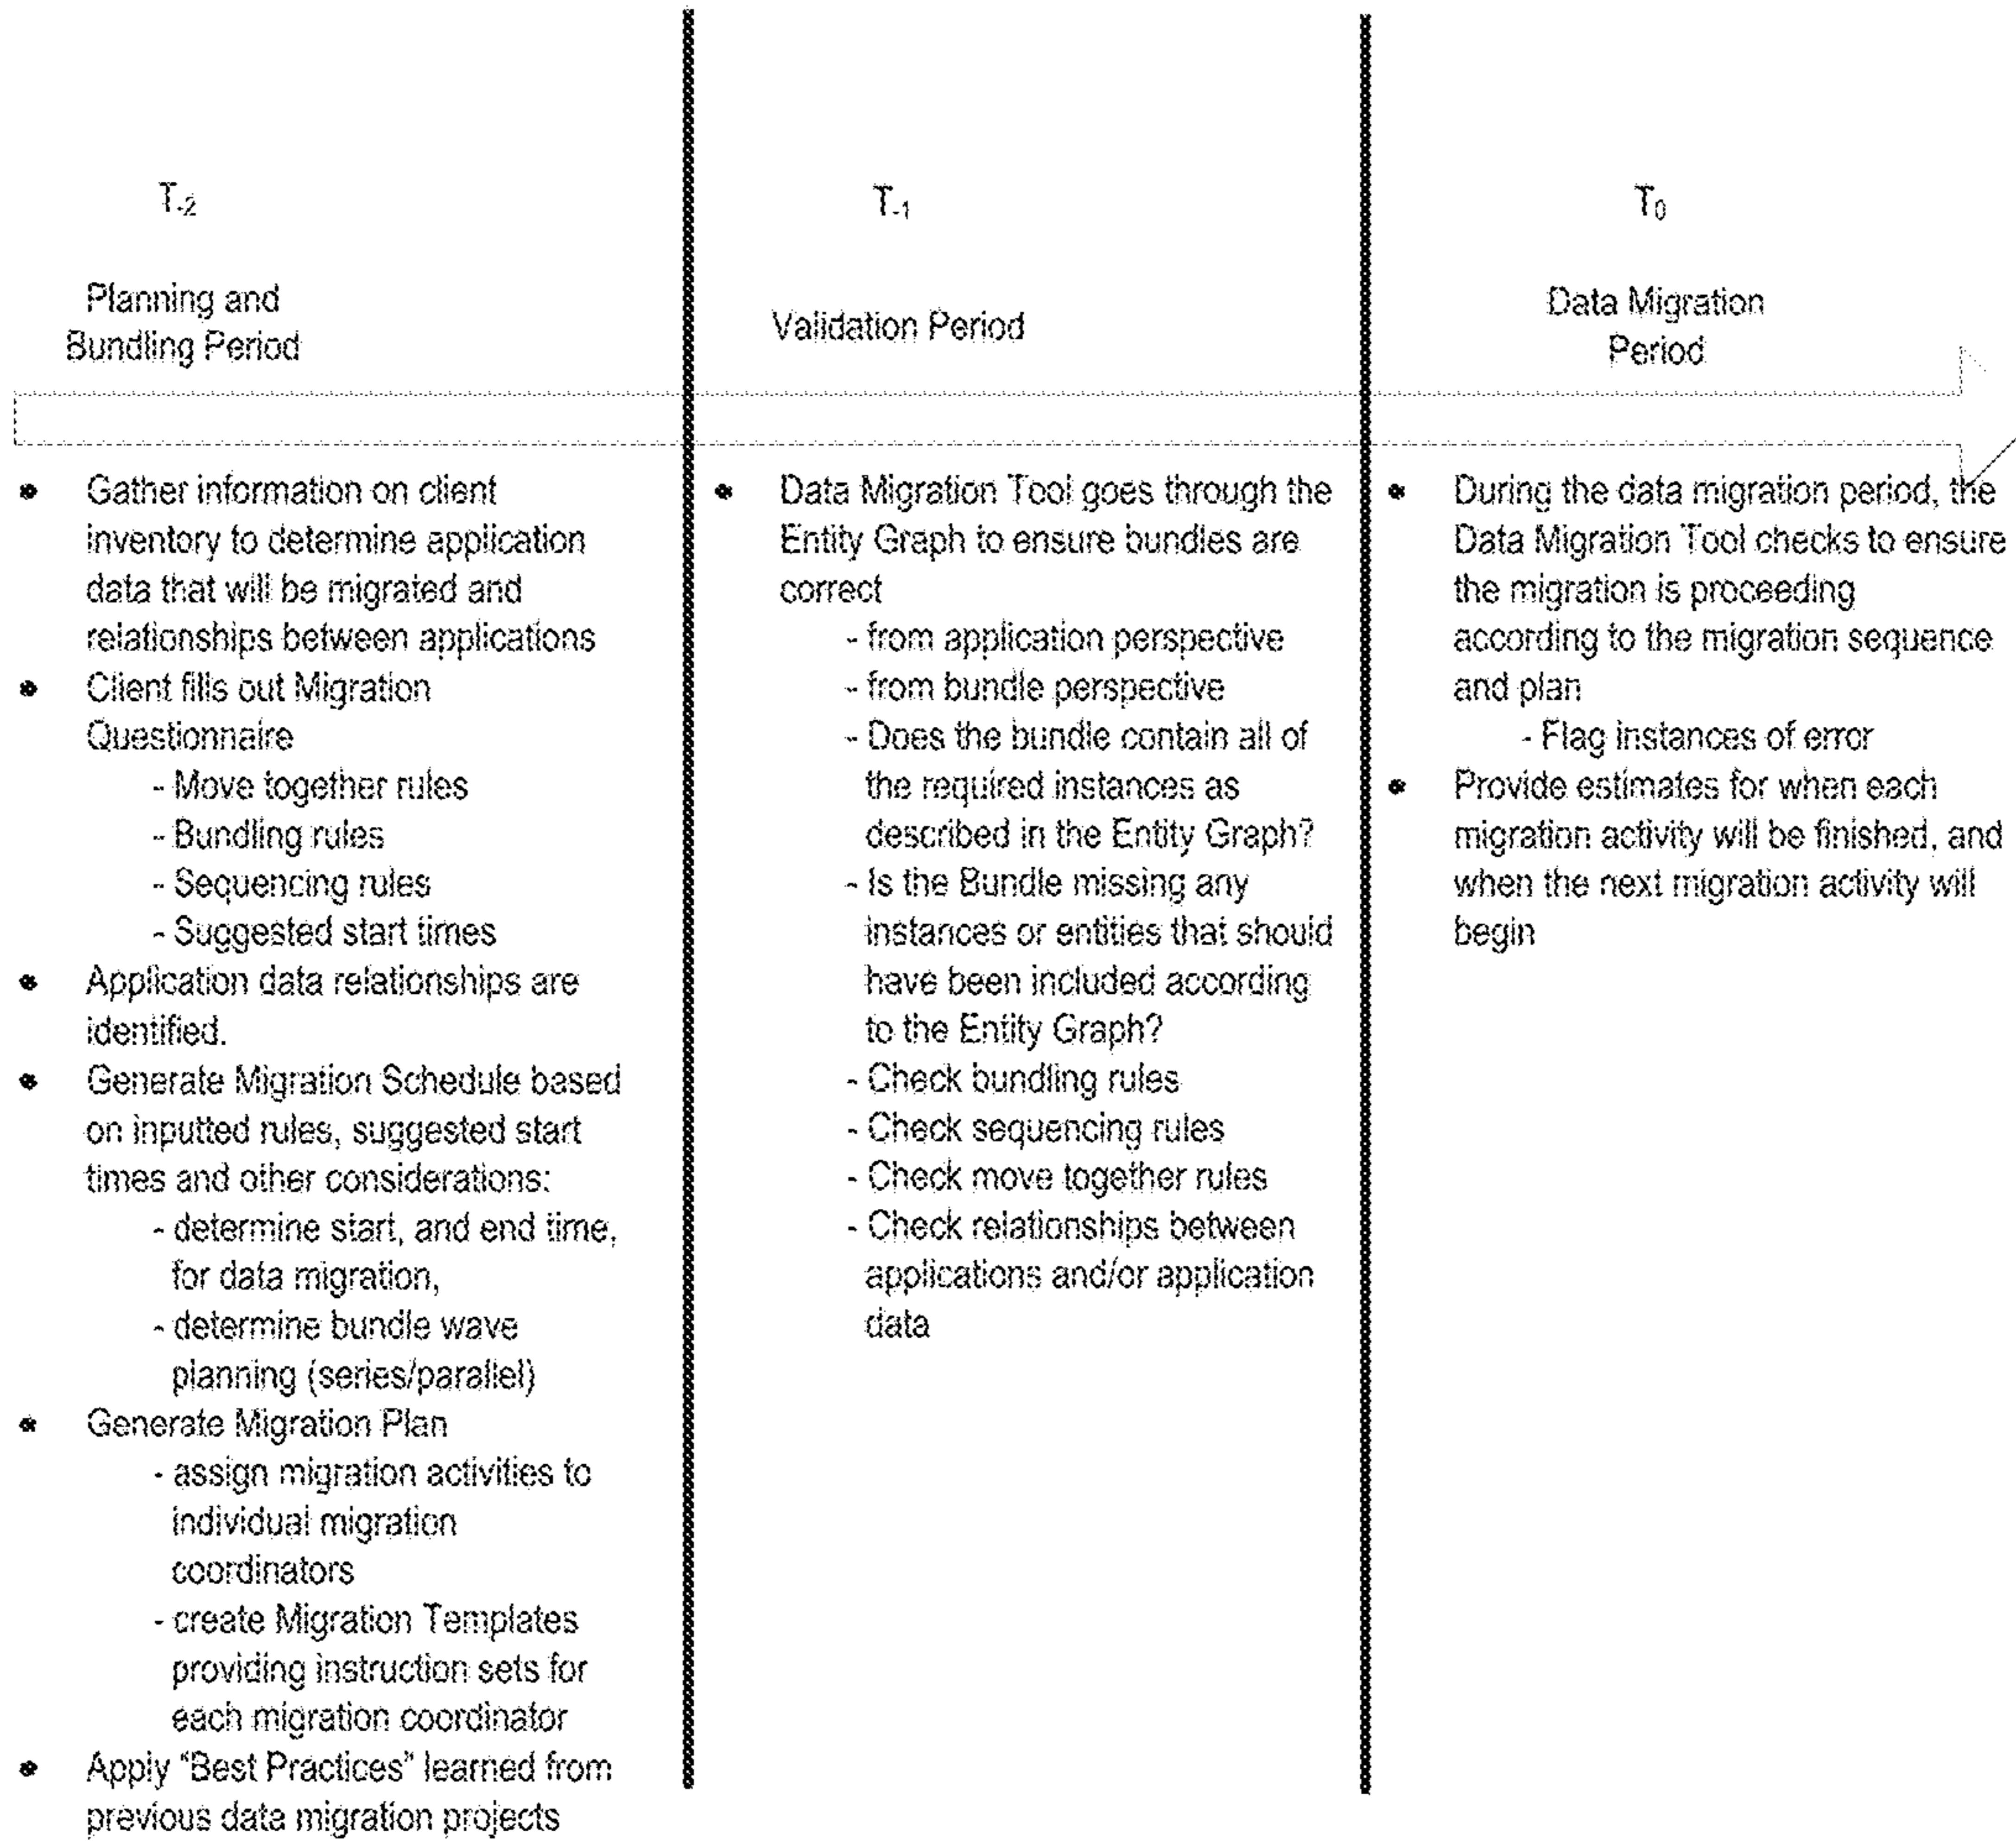 T-2
Planning and
Bundling Period
• Gather information on client
inventory to determine application
data that will be migrated and
relationships between applications
• Client fills out Migration
Questionnaire
- Move together rules
- Bundling rules
- Sequencing rules
- Suggested start times
• Application data relationships are
identified.
• Generate Migration Schedule based
on inputted rules, suggested start
times and other considerations:
- determine start, and end time,
for data migration,
- determine bundle wave
planning (series/parallel)
• Generate Migration Plan
- assign migration activities to
individual migration
coordinators
- create Migration Templates
providing instruction sets for
each migration coordinator
• Apply "Best Practices" learned from
previous data migration projects
T-1
Validation Period
• Data Migration Tool goes through the
Entity Graph to ensure bundles are
correct
- from application perspective
- from bundle perspective
- Does the bundle contain all of
the required instances as
described in the Entity Graph?
- Is the Bundle missing any
instances or entities that should
have been included according
to the Entity Graph?
- Check bundling rules
- Check sequencing rules
- Check move together rules
- Check relationships between
applications and/or application
data
T0
Data Migration
Period
• During the data migration period, the
Data Migration Tool checks to ensure
the migration is proceeding
according to the migration sequence
and plan
- Flag instances of error
• Provide estimates for when each
migration activity will be finished, and
when the next migration activity will
begin